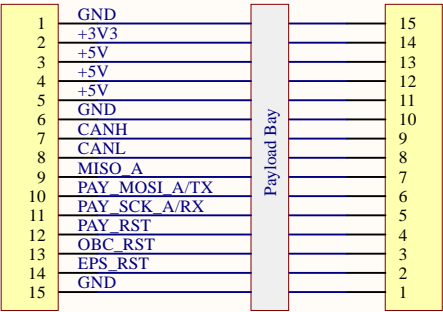 1 GND 15
2 +3V3 14
3 +5V 13
4 +5V 12
5 +5V 11
6 GND 10
7 CANH 9
8 CANL 8
9 MISO_A 7
10 PAY_MOSI_A/TX 6
11 PAY_SCK_A/RX 5
12 PAY_RST 4
13 OBC_RST 3
14 EPS_RST 2
15 GND 1
Payload Bay